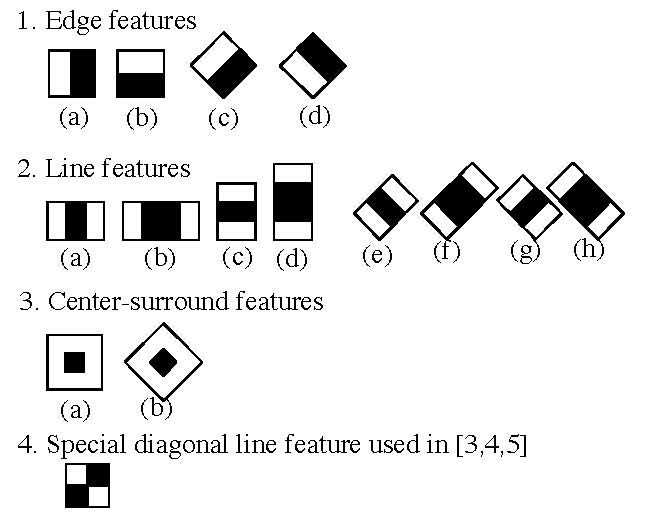 1. Edge features
(a) (b) (c) (d)
2. Line features
(a) (b) (c) (d) (e) (f) (g) (h)
3. Center-surround features
(a) (b)
4. Special diagonal line feature used in [3,4,5]